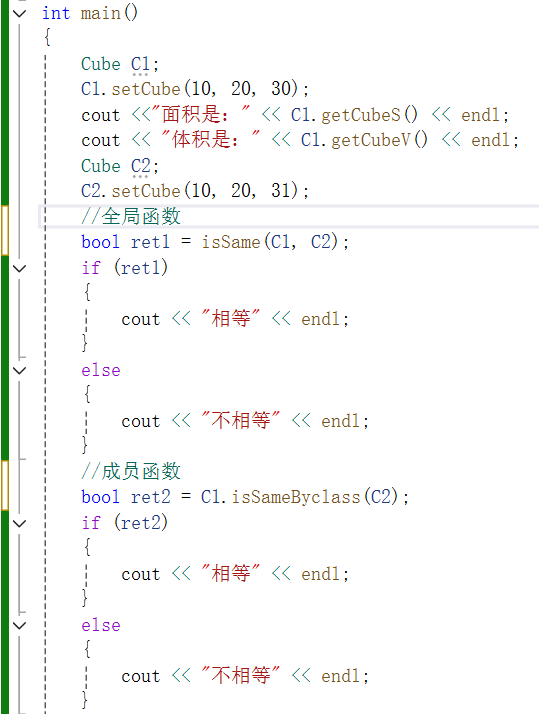 int main()
{
Cube C1;
C1.setCube(10, 20, 30);
cout <<"面积是：" << C1.getCubeS() << endl;
cout << "体积是：" << C1.getCubeV() << endl;
Cube C2;
C2.setCube(10, 20, 31);
//全局函数
bool ret1 = isSame(C1, C2);
if (ret1)
{
cout << "相等" << endl;
}
else
{
cout << "不相等" << endl;
}
//成员函数
bool ret2 = C1.isSameByclass(C2);
if (ret2)
{
cout << "相等" << endl;
}
else
{
cout << "不相等" << endl;
}